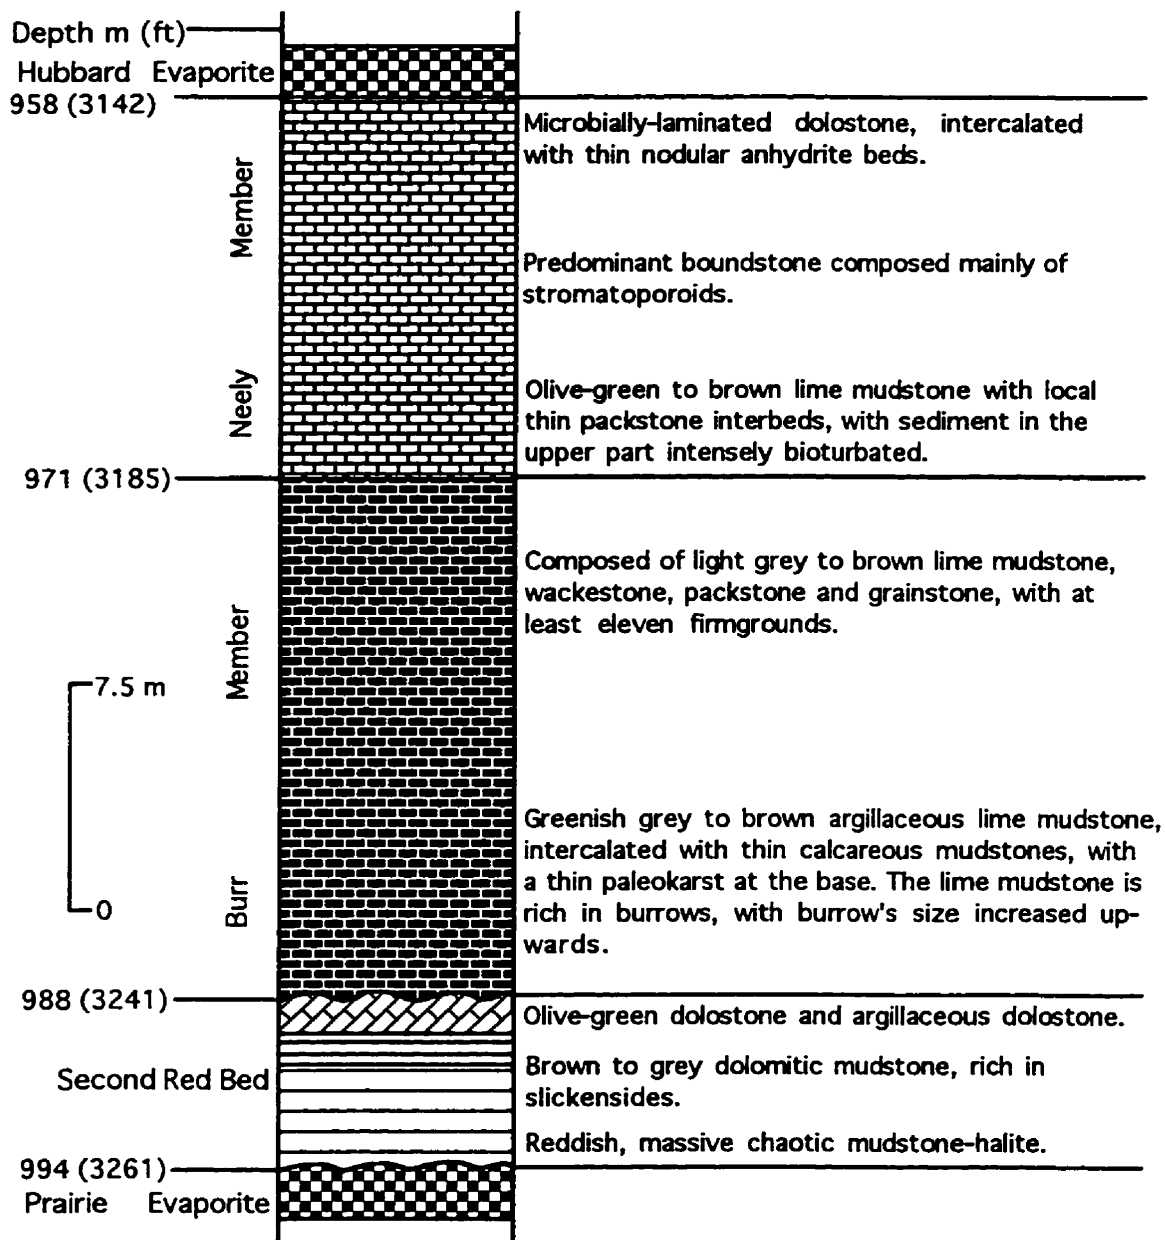 Depth m (ft)
Hubbard Evaporite
958 (3142)
Microbially-laminated dolostone, intercalated
with thin nodular anhydrite beds.
Member
Predominant boundstone composed mainly of
stromatoporoids.
Neely
Olive-green to brown lime mudstone with local
thin packstone interbeds, with sediment in the
upper part intensely bioturbated.
971 (3185)
Composed of light grey to brown lime mudstone,
wackestone, packstone and grainstone, with at
least eleven firmgrounds.
Member
7.5 m
Greenish grey to brown argillaceous lime mudstone,
intercalated with thin calcareous mudstones, with
a thin paleokarst at the base. The lime mudstone is
rich in burrows, with burrow's size increased up-
wards.
Burr
0
988 (3241)
Olive-green dolostone and argillaceous dolostone.
Second Red Bed
Brown to grey dolomitic mudstone, rich in
slickensides.
Reddish, massive chaotic mudstone-halite.
994 (3261)
Prairie Evaporite